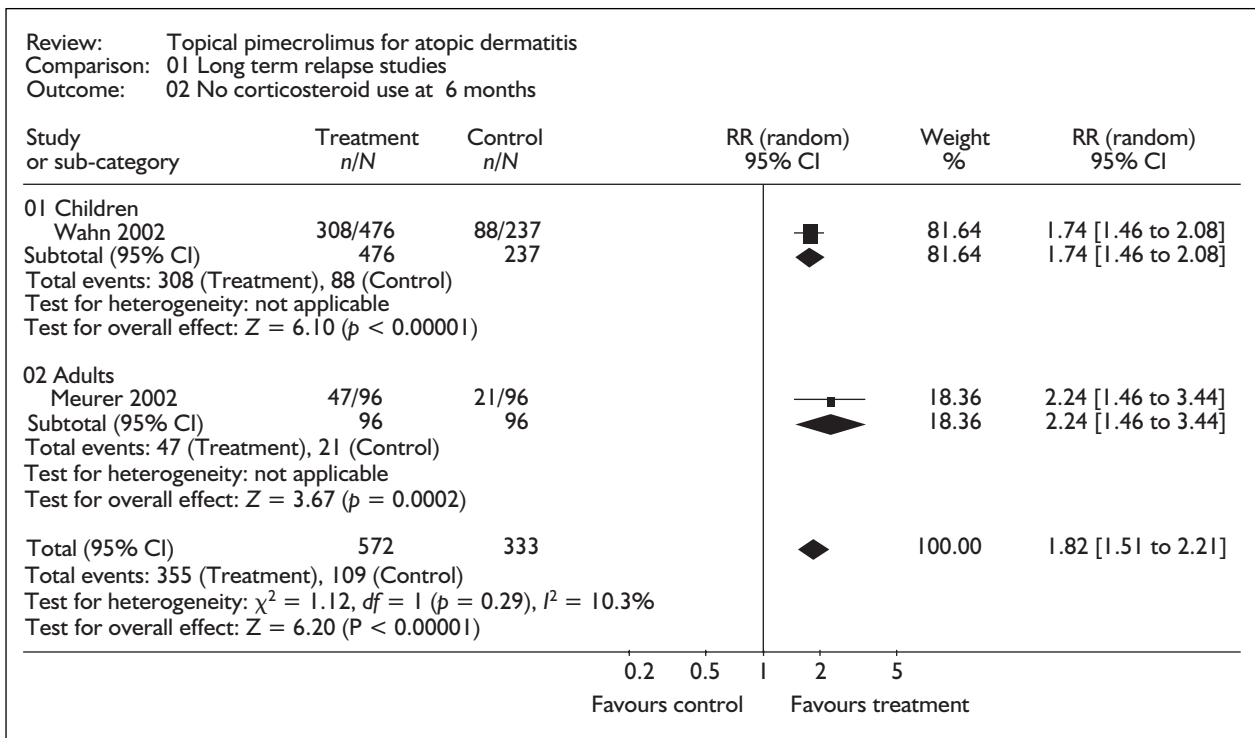 Review: Topical pimecrolimus for atopic dermatitis
Comparison: 01 Long term relapse studies
Outcome: 02 No corticosteroid use at 6 months
Study Treatment Control RR (random) Weight RR (random)
or sub-category n/N n/N 95% CI % 95% CI
01 Children
Wahn 2002 308/476 88/237 81.64 1.74 [1.46 to 2.08]
Subtotal (95% CI) 476 237 81.64 1.74 [1.46 to 2.08]
Total events: 308 (Treatment), 88 (Control)
Test for heterogeneity: not applicable
Test for overall effect: Z = 6.10 (p < 0.00001)
02 Adults
Meurer 2002 47/96 21/96 18.36 2.24 [1.46 to 3.44]
Subtotal (95% CI) 96 96 18.36 2.24 [1.46 to 3.44]
Total events: 47 (Treatment), 21 (Control)
Test for heterogeneity: not applicable
Test for overall effect: Z = 3.67 (p = 0.0002)
Total (95% CI) 572 333 100.00 1.82 [1.51 to 2.21]
Total events: 355 (Treatment), 109 (Control)
Test for heterogeneity: χ² = 1.12, df = 1 (p = 0.29), I² = 10.3%
Test for overall effect: Z = 6.20 (P < 0.00001)
0.2 0.5 1 2 5
Favours control Favours treatment